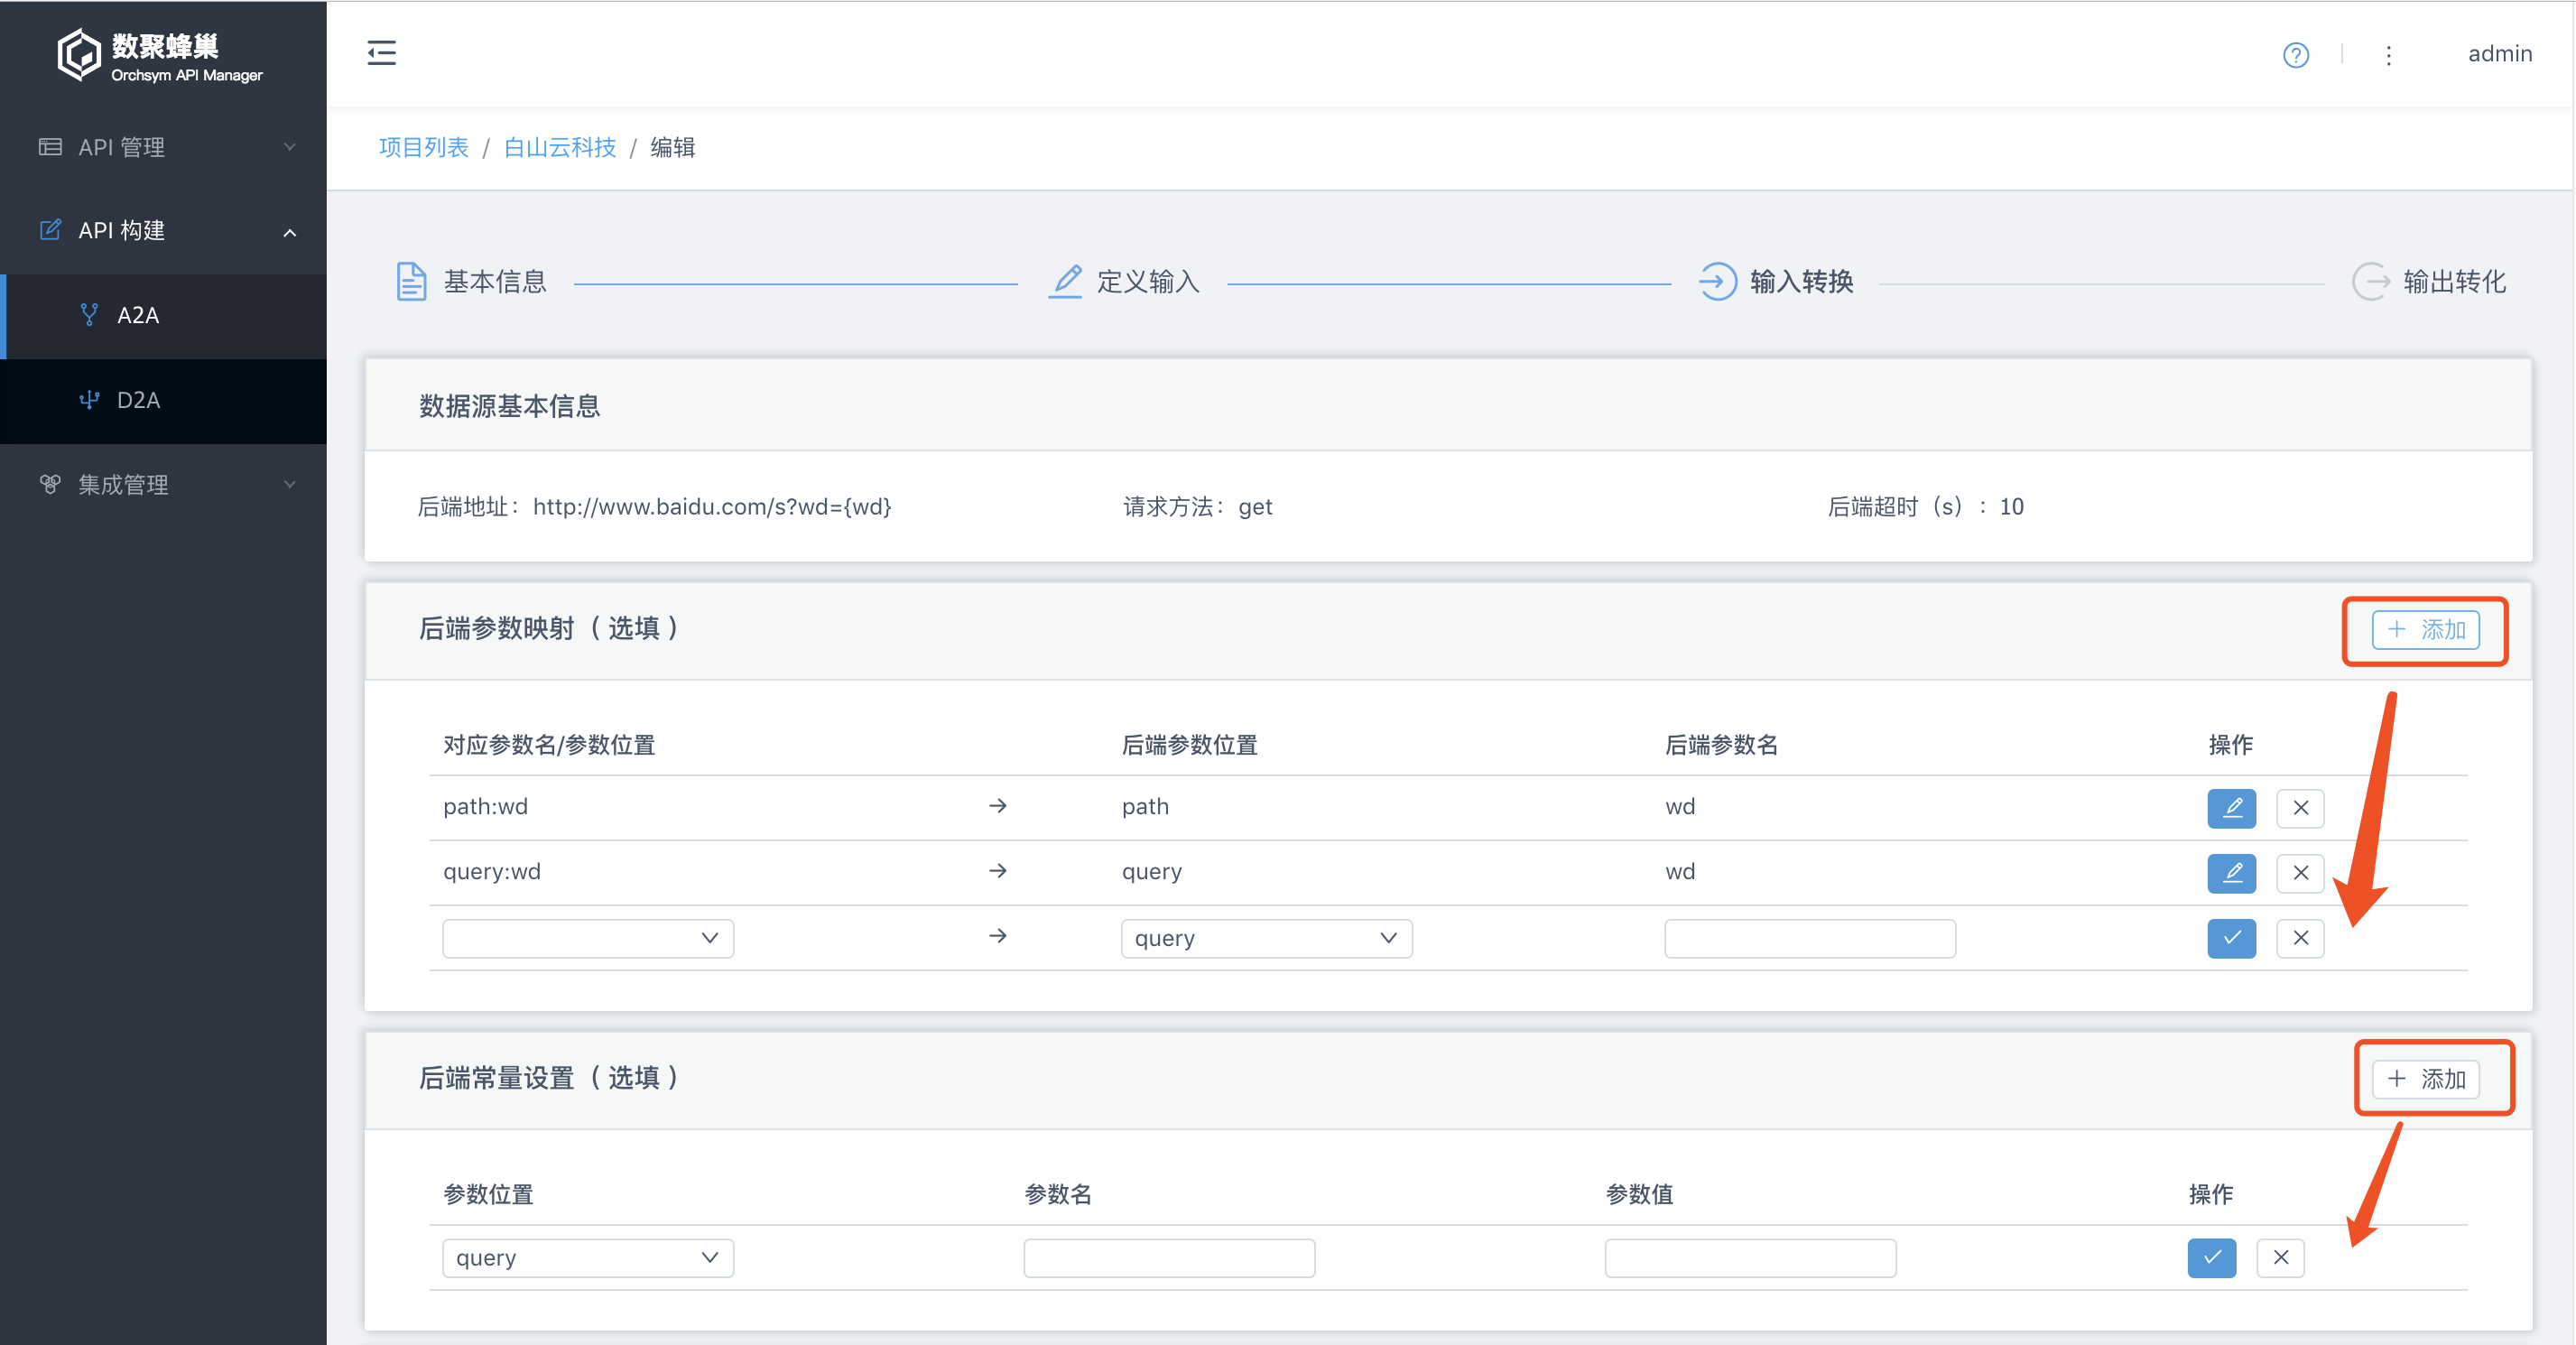 数聚蜂巢
Orchsym API Manager
admin
API 管理
项目列表 / 白山云科技 / 编辑
API 构建
A2A
D2A
集成管理
基本信息
定义输入
输入转换
输出转化
数据源基本信息
后端地址: http://www.baidu.com/s?wd={wd}
请求方法: get
后端超时（s）: 10
后端参数映射（选填）
+ 添加
对应参数名/参数位置 后端参数位置 后端参数名 操作
path:wd → path wd
query:wd → query wd
→ query
后端常量设置（选填）
+ 添加
参数位置 参数名 参数值 操作
query